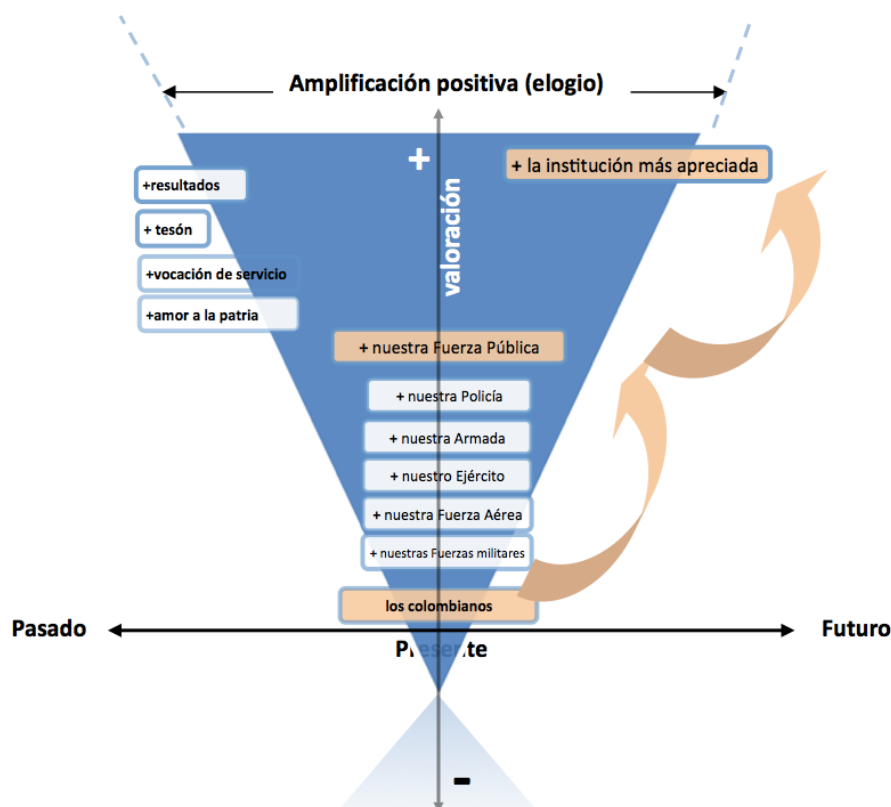 Amplificación positiva (elogio)
+
+ la institución más apreciada
+resultados
+ tesón
valoración
+vocación de servicio
+amor a la patria
+ nuestra Fuerza Pública
+ nuestra Policía
+ nuestra Armada
+ nuestro Ejército
+ nuestra Fuerza Aérea
+ nuestras Fuerzas militares
los colombianos
Pasado
Futuro
Presente
-